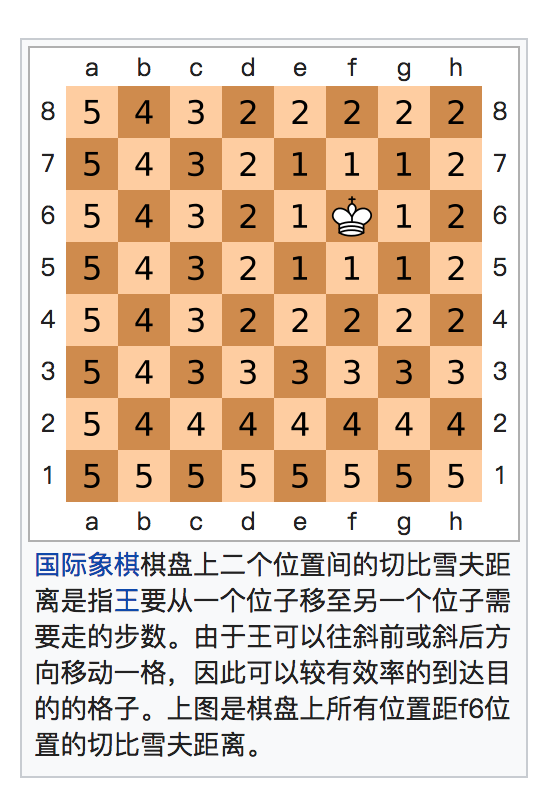 a b c d e f g h
8 5 4 3 2 2 2 2 2 8
7 5 4 3 2 1 1 1 2 7
6 5 4 3 2 1 1 2 6
5 5 4 3 2 1 1 1 2 5
4 5 4 3 2 2 2 2 2 4
3 5 4 3 3 3 3 3 3 3
2 5 4 4 4 4 4 4 4 2
1 5 5 5 5 5 5 5 5 1
a b c d e f g h
国际象棋棋盘上二个位置间的切比雪夫距
离是指王要从一个位子移至另一个位子需
要走的步数。由于王可以往斜前或斜后方
向移动一格，因此可以较有效率的到达目
的的格子。上图是棋盘上所有位置距f6位
置的切比雪夫距离。